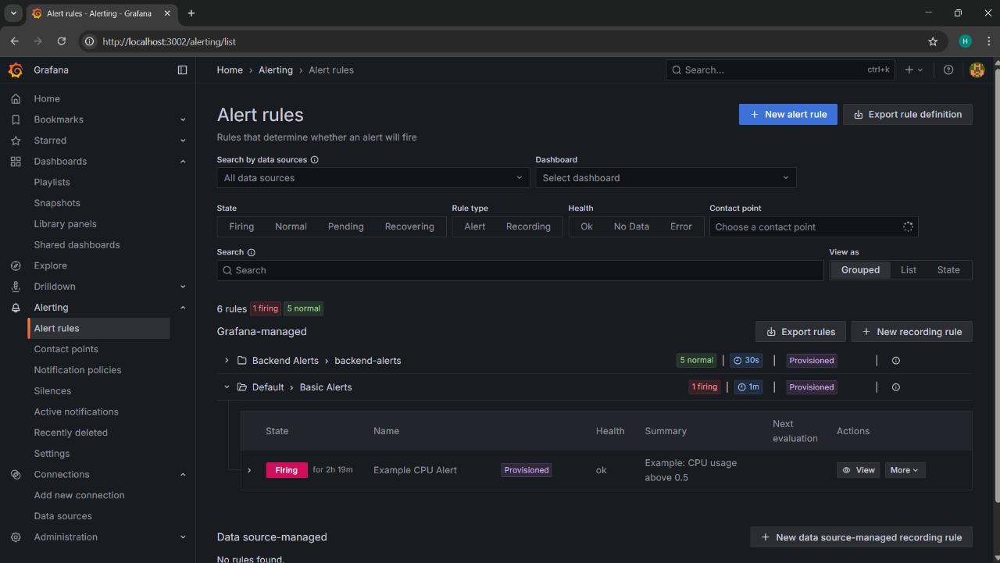 Alert rules - Alerting - Grafana
http://localhost:3002/alerting/list
H
Grafana
Home › Alerting › Alert rules
Search...
ctrl+k
Home
Bookmarks
Starred
Dashboards
Playlists
Snapshots
Library panels
Shared dashboards
Explore
Drilldown
Alerting
Alert rules
Contact points
Notification policies
Silences
Active notifications
Recently deleted
Settings
Connections
Add new connection
Data sources
Administration
Alert rules
New alert rule
Export rule definition
Rules that determine whether an alert will fire
Search by data sources
Dashboard
All data sources
Select dashboard
State
Rule type
Health
Contact point
Firing Normal Pending Recovering
Alert Recording
Ok No Data Error
Choose a contact point
Search
View as
Search
Grouped List State
6 rules 1 firing 5 normal
Grafana-managed
Export rules
New recording rule
Backend Alerts › backend-alerts
5 normal | 30s | Provisioned |
Default › Basic Alerts
1 firing | 1m | Provisioned |
State Name Health Summary Next evaluation Actions
Firing for 2h 19m Example CPU Alert Provisioned ok Example: CPU usage above 0.5 View More
Data source-managed
New data source-managed recording rule
No rules found.